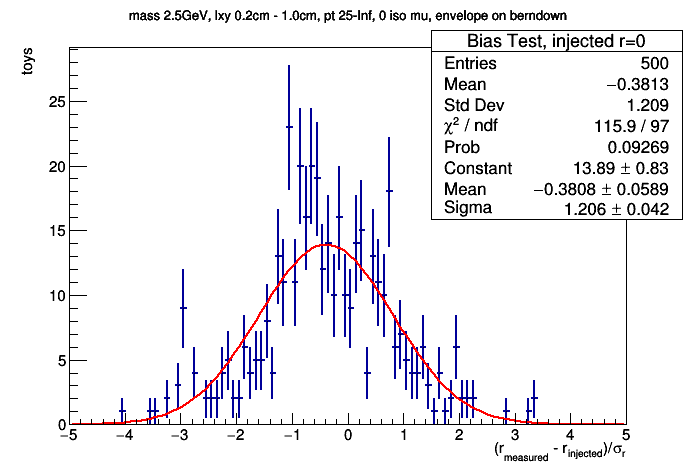 mass 2.5GeV, lxy 0.2cm - 1.0cm, pt 25-Inf, 0 iso mu, envelope on berndown
toys
Bias Test, injected r=0
Entries 500
Mean −0.3813
Std Dev 1.209
χ² / ndf 115.9 / 97
Prob 0.09269
Constant 13.89 ± 0.83
Mean −0.3808 ± 0.0589
Sigma 1.206 ± 0.042
25
20
15
10
5
0
−5 −4 −3 −2 −1 0 1 2 3 4 5
(r_measured - r_injected)/σ_r